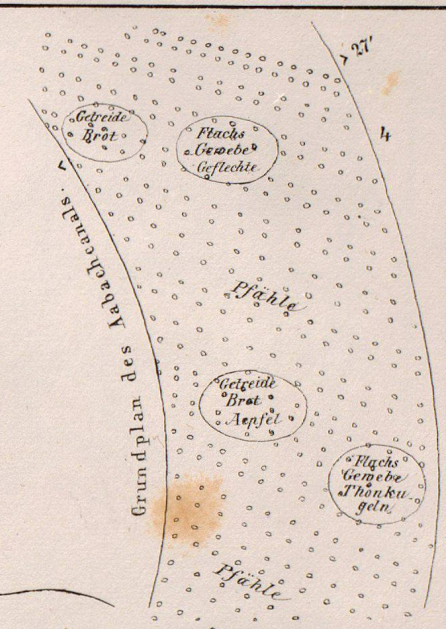 > 27'
4
Getreide
Brot
Flachs
Gewebe
Geflechte
Grundplan des Aabachcanals.
Pfähle
Getreide
Brot
Aepfel
Flachs
Gewebe
Thonku-
geln
Pfähle